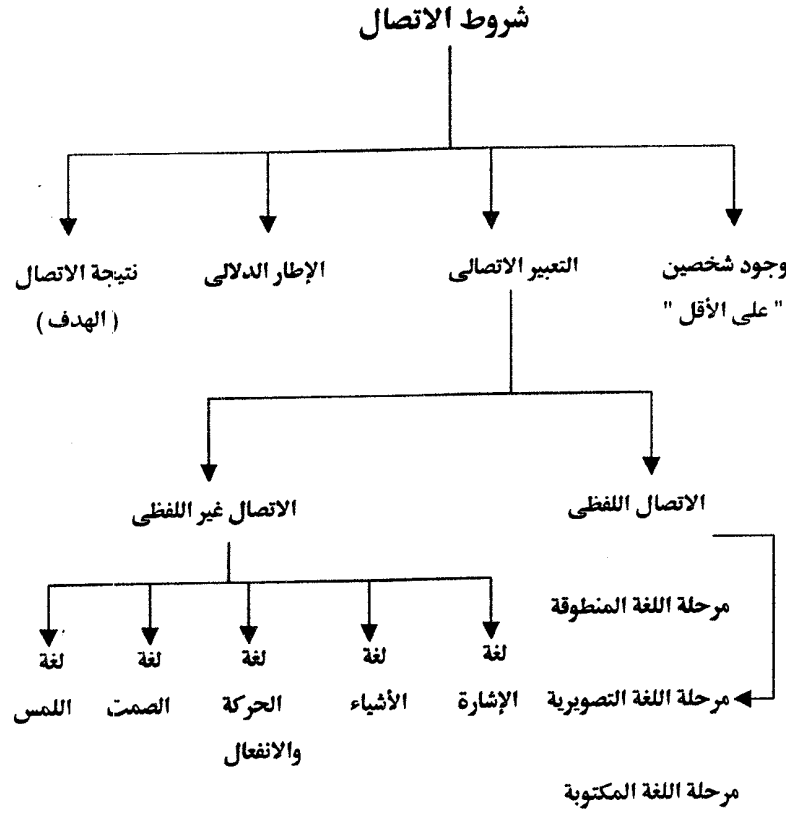 شروط الاتصال
وجود شخصين
" على الأقل "
التعبير الاتصالى
الإطار الدلالى
نتيجة الاتصال
( الهدف )
الاتصال اللفظى
الاتصال غير اللفظى
مرحلة اللغة المنطوقة
مرحلة اللغة التصويرية
مرحلة اللغة المكتوبة
لغة
الإشارة
لغة
الأشياء
لغة
الحركة
والانفعال
لغة
الصمت
لغة
اللمس